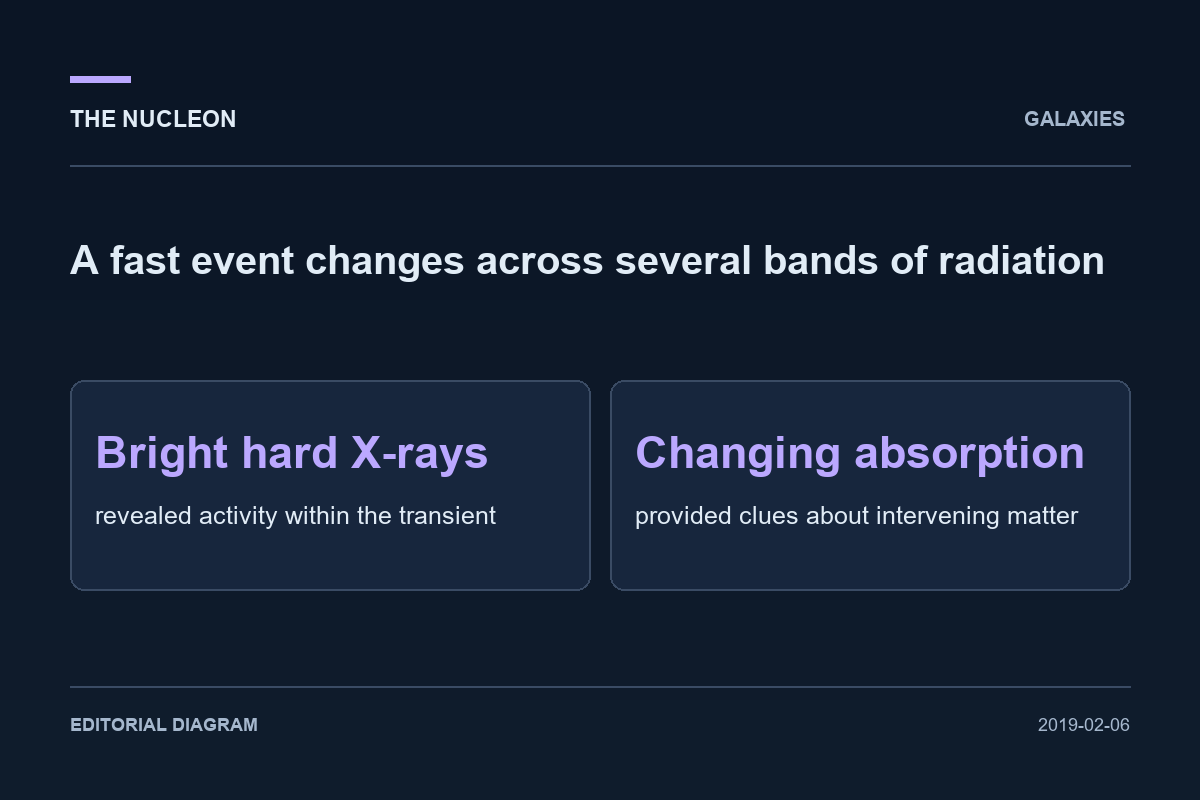 THE NUCLEON
GALAXIES
A fast event changes across several bands of radiation
Bright hard X-rays
revealed activity within the transient
Changing absorption
provided clues about intervening matter
EDITORIAL DIAGRAM
2019-02-06